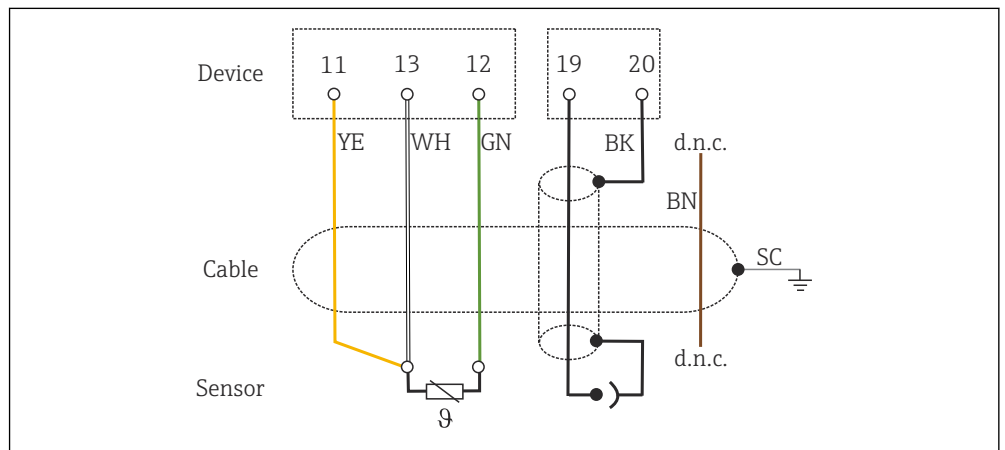 Device 11 13 12 19 20
YE WH GN BK d.n.c.
BN
Cable SC
d.n.c.
Sensor
ϑ